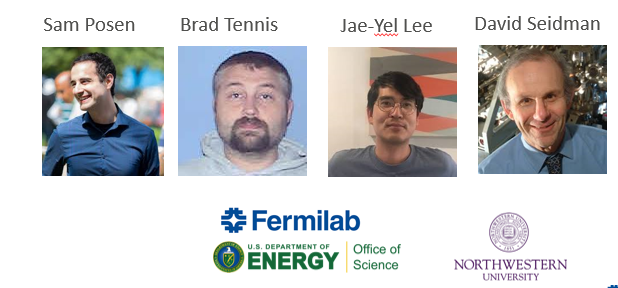 Sam Posen
Brad Tennis
Jae-Yel Lee
David Seidman
Fermilab
U.S. DEPARTMENT OF
ENERGY
Office of
Science
NORTHWESTERN
UNIVERSITY